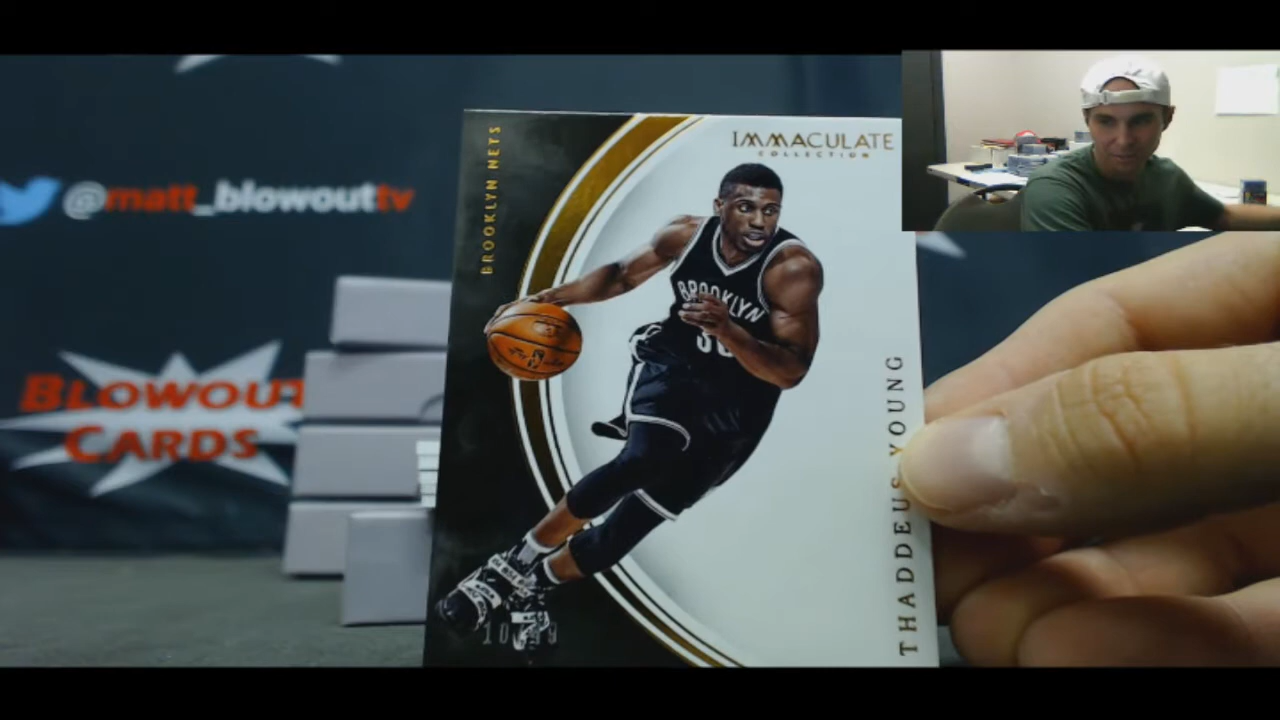 @matt_blowouttv
BLOWOUT
CARDS
BROOKLYN NETS
IMMACULATE
COLLECTION
BROOKLYN
THADDEUS YOUNG